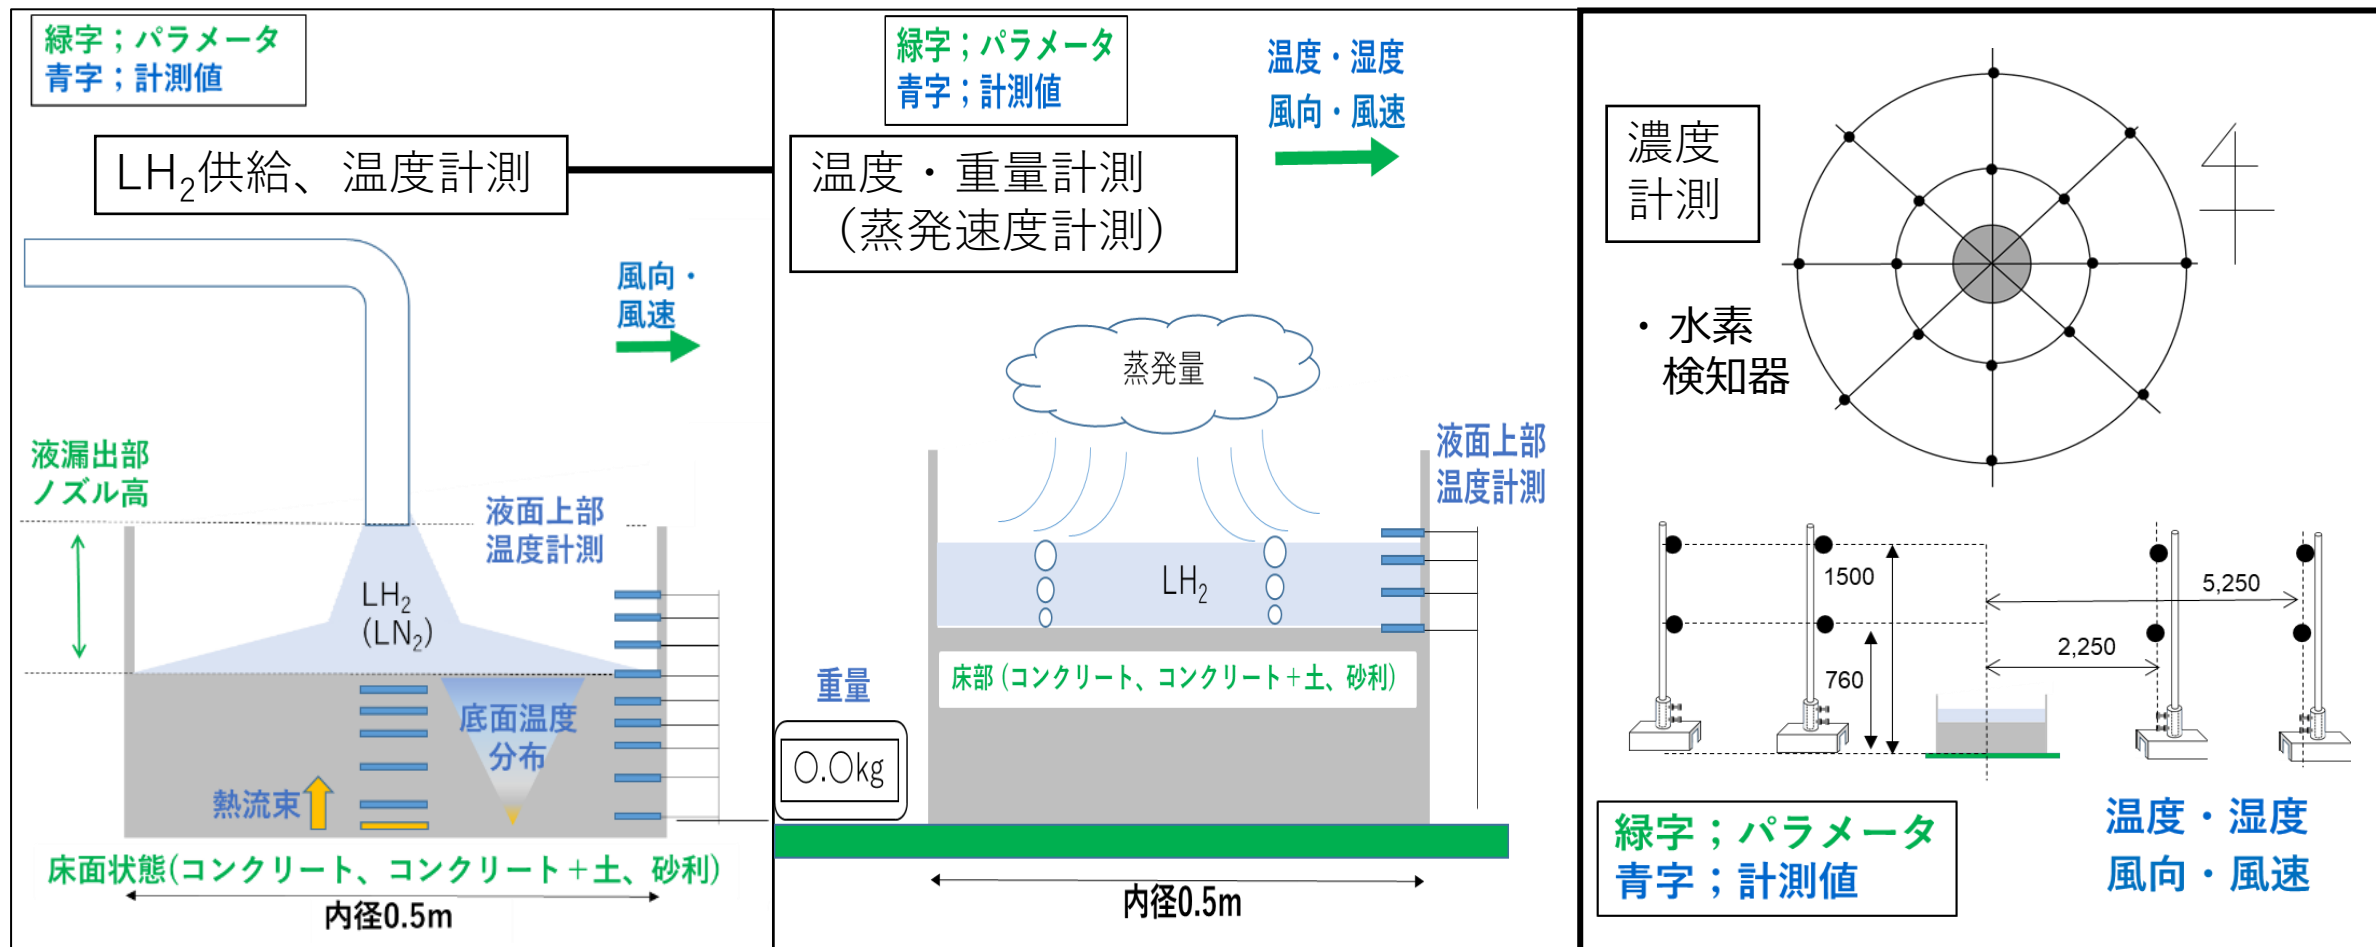 緑字；パラメータ
青字；計測値
LH₂供給、温度計測
風向・
風速
液漏出部
ノズル高
液面上部
温度計測
LH₂
(LN₂)
底面温度
分布
熱流束
床面状態(コンクリート、コンクリート＋土、砂利)
内径0.5m
緑字；パラメータ
青字；計測値
温度・湿度
風向・風速
温度・重量計測
（蒸発速度計測）
蒸発量
液面上部
温度計測
LH₂
床部 (コンクリート、コンクリート＋土、砂利)
重量
〇.〇kg
内径0.5m
濃度
計測
・水素
検知器
1500
5,250
2,250
760
緑字；パラメータ
青字；計測値
温度・湿度
風向・風速